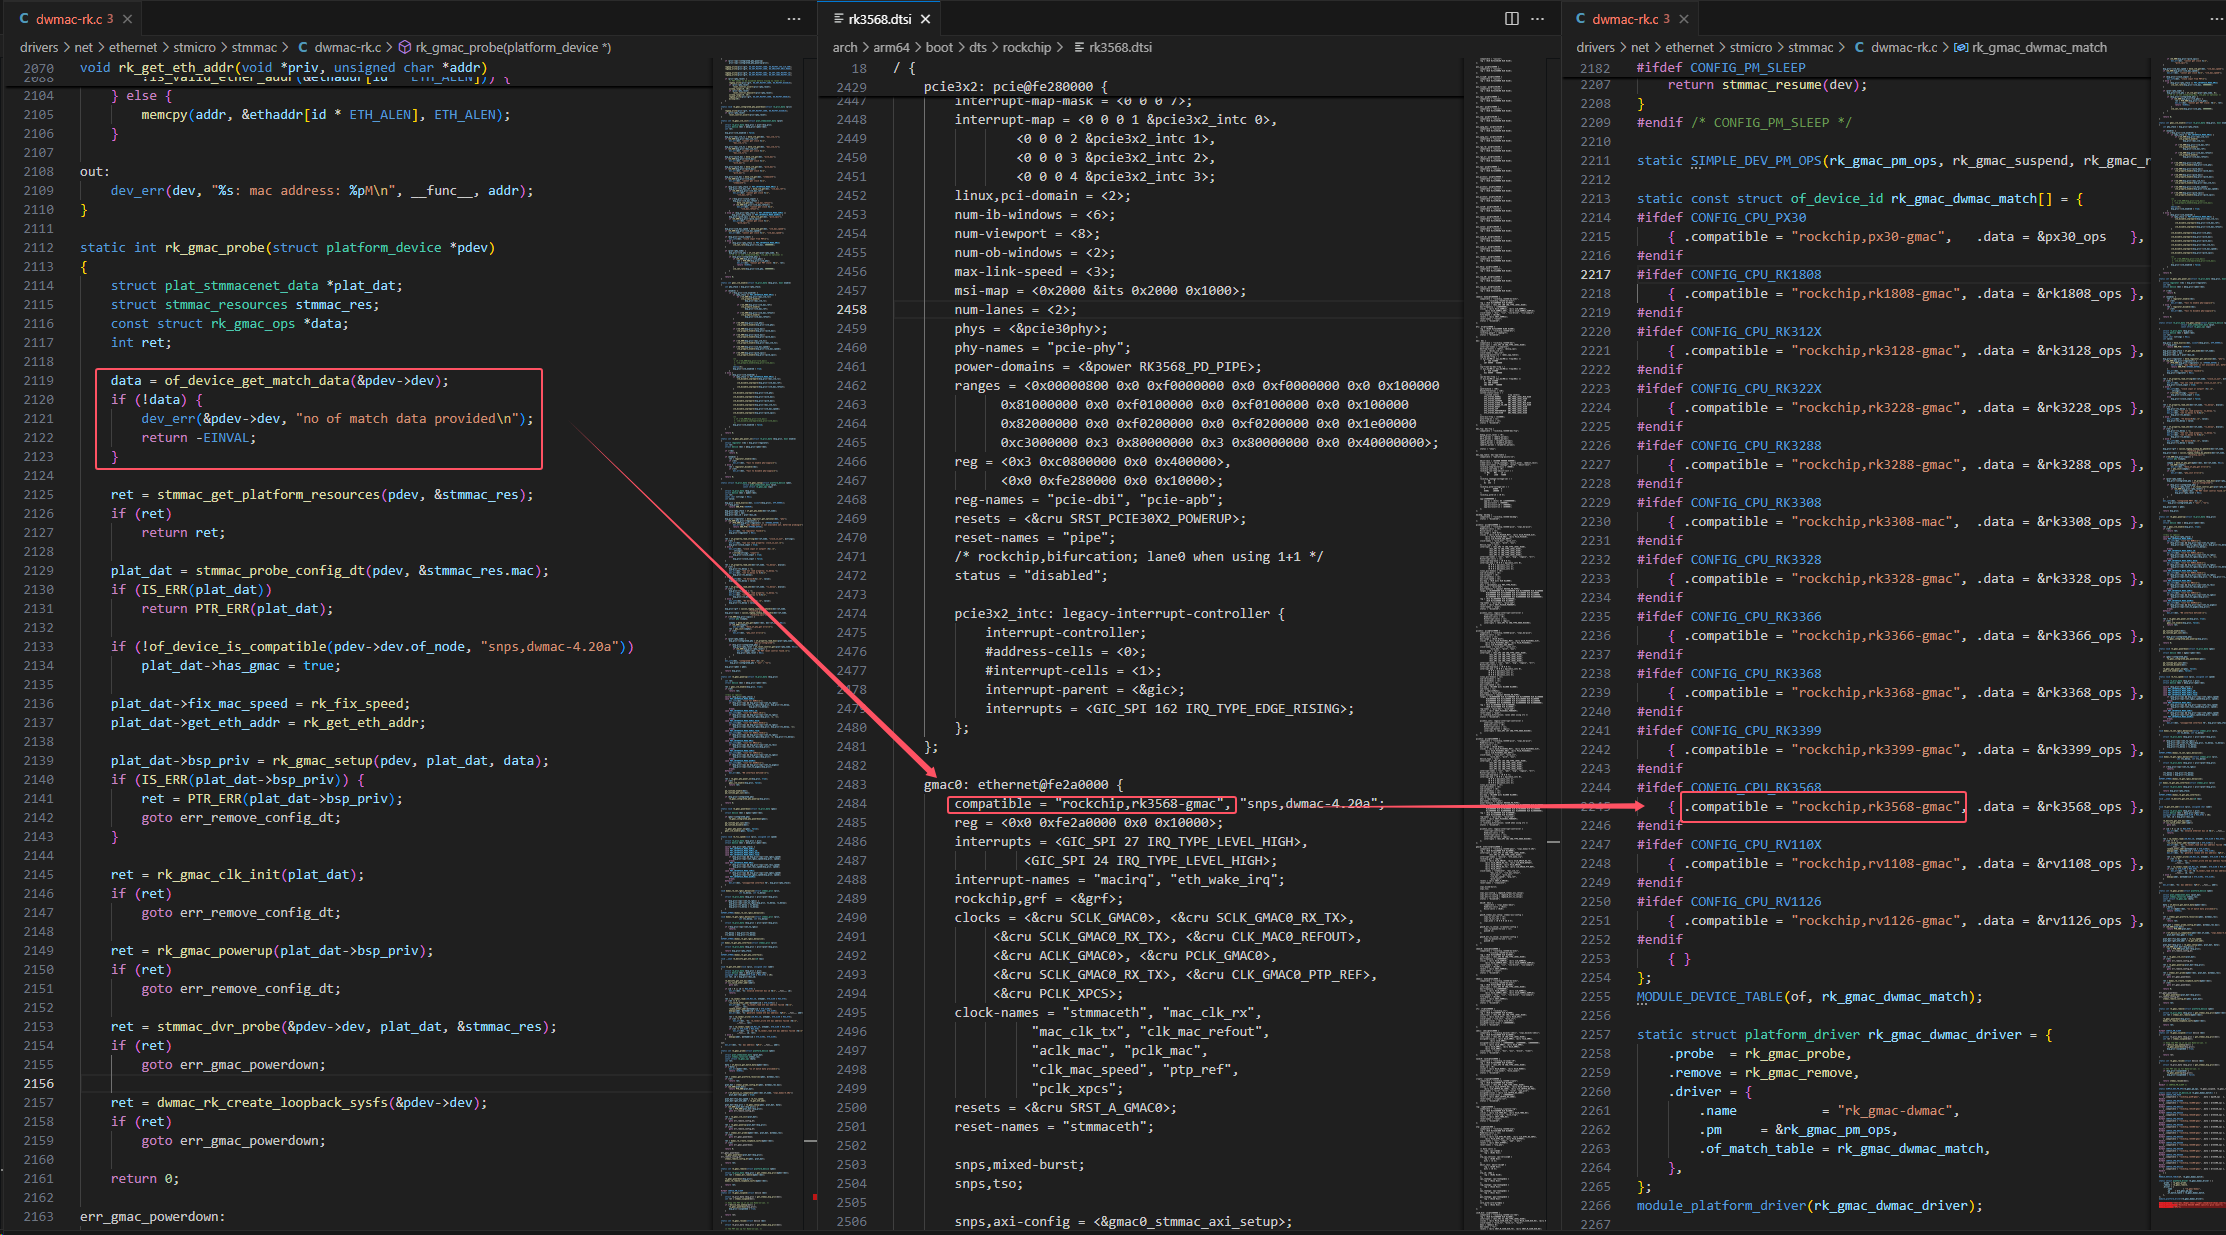 dwmac-rk.c 3
drivers > net > ethernet > stmicro > stmmac > C dwmac-rk.c > rk_gmac_probe(platform_device *)
2070 void rk_get_eth_addr(void *priv, unsigned char *addr)
2104 } else {
2105 memcpy(addr, &ethaddr[id * ETH_ALEN], ETH_ALEN);
2106 }
2107
2108 out:
2109 dev_err(dev, "%s: mac address: %pM\n", __func__, addr);
2110 }
2111
2112 static int rk_gmac_probe(struct platform_device *pdev)
2113 {
2114 struct plat_stmmacenet_data *plat_dat;
2115 struct stmmac_resources stmmac_res;
2116 const struct rk_gmac_ops *data;
2117 int ret;
2118
2119 data = of_device_get_match_data(&pdev->dev);
2120 if (!data) {
2121 dev_err(&pdev->dev, "no of match data provided\n");
2122 return -EINVAL;
2123 }
2124
2125 ret = stmmac_get_platform_resources(pdev, &stmmac_res);
2126 if (ret)
2127 return ret;
2128
2129 plat_dat = stmmac_probe_config_dt(pdev, &stmmac_res.mac);
2130 if (IS_ERR(plat_dat))
2131 return PTR_ERR(plat_dat);
2132
2133 if (!of_device_is_compatible(pdev->dev.of_node, "snps,dwmac-4.20a"))
2134 plat_dat->has_gmac = true;
2135
2136 plat_dat->fix_mac_speed = rk_fix_speed;
2137 plat_dat->get_eth_addr = rk_get_eth_addr;
2138
2139 plat_dat->bsp_priv = rk_gmac_setup(pdev, plat_dat, data);
2140 if (IS_ERR(plat_dat->bsp_priv)) {
2141 ret = PTR_ERR(plat_dat->bsp_priv);
2142 goto err_remove_config_dt;
2143 }
2144
2145 ret = rk_gmac_clk_init(plat_dat);
2146 if (ret)
2147 goto err_remove_config_dt;
2148
2149 ret = rk_gmac_powerup(plat_dat->bsp_priv);
2150 if (ret)
2151 goto err_remove_config_dt;
2152
2153 ret = stmmac_dvr_probe(&pdev->dev, plat_dat, &stmmac_res);
2154 if (ret)
2155 goto err_gmac_powerdown;
2156
2157 ret = dwmac_rk_create_loopback_sysfs(&pdev->dev);
2158 if (ret)
2159 goto err_gmac_powerdown;
2160
2161 return 0;
2162
2163 err_gmac_powerdown:
rk3568.dtsi
arch > arm64 > boot > dts > rockchip > rk3568.dtsi
18 / {
2429 pcie3x2: pcie@fe280000 {
2447 interrupt-map-mask = <0 0 0 7>;
2448 interrupt-map = <0 0 0 1 &pcie3x2_intc 0>,
2449 <0 0 0 2 &pcie3x2_intc 1>,
2450 <0 0 0 3 &pcie3x2_intc 2>,
2451 <0 0 0 4 &pcie3x2_intc 3>;
2452 linux,pci-domain = <2>;
2453 num-ib-windows = <6>;
2454 num-viewport = <8>;
2455 num-ob-windows = <2>;
2456 max-link-speed = <3>;
2457 msi-map = <0x2000 &its 0x2000 0x1000>;
2458 num-lanes = <2>;
2459 phys = <&pcie30phy>;
2460 phy-names = "pcie-phy";
2461 power-domains = <&power RK3568_PD_PIPE>;
2462 ranges = <0x00000800 0x0 0xf0000000 0x0 0xf0000000 0x0 0x100000
2463 0x81000000 0x0 0xf0100000 0x0 0xf0100000 0x0 0x100000
2464 0x82000000 0x0 0xf0200000 0x0 0xf0200000 0x0 0x1e00000
2465 0xc3000000 0x3 0x80000000 0x3 0x80000000 0x0 0x40000000>;
2466 reg = <0x3 0xc0800000 0x0 0x400000>,
2467 <0x0 0xfe280000 0x0 0x10000>;
2468 reg-names = "pcie-dbi", "pcie-apb";
2469 resets = <&cru SRST_PCIE30X2_POWERUP>;
2470 reset-names = "pipe";
2471 /* rockchip,bifurcation; lane0 when using 1+1 */
2472 status = "disabled";
2473
2474 pcie3x2_intc: legacy-interrupt-controller {
2475 interrupt-controller;
2476 #address-cells = <0>;
2477 #interrupt-cells = <1>;
2478 interrupt-parent = <&gic>;
2479 interrupts = <GIC_SPI 162 IRQ_TYPE_EDGE_RISING>;
2480 };
2481 };
2482
2483 gmac0: ethernet@fe2a0000 {
2484 compatible = "rockchip,rk3568-gmac", "snps,dwmac-4.20a";
2485 reg = <0x0 0xfe2a0000 0x0 0x10000>;
2486 interrupts = <GIC_SPI 27 IRQ_TYPE_LEVEL_HIGH>,
2487 <GIC_SPI 24 IRQ_TYPE_LEVEL_HIGH>;
2488 interrupt-names = "macirq", "eth_wake_irq";
2489 rockchip,grf = <&grf>;
2490 clocks = <&cru SCLK_GMAC0>, <&cru SCLK_GMAC0_RX_TX>,
2491 <&cru SCLK_GMAC0_RX_TX>, <&cru CLK_MAC0_REFOUT>,
2492 <&cru ACLK_GMAC0>, <&cru PCLK_GMAC0>,
2493 <&cru SCLK_GMAC0_RX_TX>, <&cru CLK_GMAC0_PTP_REF>,
2494 <&cru PCLK_XPCS>;
2495 clock-names = "stmmaceth", "mac_clk_rx",
2496 "mac_clk_tx", "clk_mac_refout",
2497 "aclk_mac", "pclk_mac",
2498 "clk_mac_speed", "ptp_ref",
2499 "pclk_xpcs";
2500 resets = <&cru SRST_A_GMAC0>;
2501 reset-names = "stmmaceth";
2502
2503 snps,mixed-burst;
2504 snps,tso;
2505
2506 snps,axi-config = <&gmac0_stmmac_axi_setup>;
dwmac-rk.c 3
drivers > net > ethernet > stmicro > stmmac > C dwmac-rk.c > rk_gmac_dwmac_match
2182 #ifdef CONFIG_PM_SLEEP
2207 return stmmac_resume(dev);
2208 }
2209 #endif /* CONFIG_PM_SLEEP */
2210
2211 static SIMPLE_DEV_PM_OPS(rk_gmac_pm_ops, rk_gmac_suspend, rk_gmac_r
2212
2213 static const struct of_device_id rk_gmac_dwmac_match[] = {
2214 #ifdef CONFIG_CPU_PX30
2215 { .compatible = "rockchip,px30-gmac", .data = &px30_ops },
2216 #endif
2217 #ifdef CONFIG_CPU_RK1808
2218 { .compatible = "rockchip,rk1808-gmac", .data = &rk1808_ops },
2219 #endif
2220 #ifdef CONFIG_CPU_RK312X
2221 { .compatible = "rockchip,rk3128-gmac", .data = &rk3128_ops },
2222 #endif
2223 #ifdef CONFIG_CPU_RK322X
2224 { .compatible = "rockchip,rk3228-gmac", .data = &rk3228_ops },
2225 #endif
2226 #ifdef CONFIG_CPU_RK3288
2227 { .compatible = "rockchip,rk3288-gmac", .data = &rk3288_ops },
2228 #endif
2229 #ifdef CONFIG_CPU_RK3308
2230 { .compatible = "rockchip,rk3308-mac", .data = &rk3308_ops },
2231 #endif
2232 #ifdef CONFIG_CPU_RK3328
2233 { .compatible = "rockchip,rk3328-gmac", .data = &rk3328_ops },
2234 #endif
2235 #ifdef CONFIG_CPU_RK3366
2236 { .compatible = "rockchip,rk3366-gmac", .data = &rk3366_ops },
2237 #endif
2238 #ifdef CONFIG_CPU_RK3368
2239 { .compatible = "rockchip,rk3368-gmac", .data = &rk3368_ops },
2240 #endif
2241 #ifdef CONFIG_CPU_RK3399
2242 { .compatible = "rockchip,rk3399-gmac", .data = &rk3399_ops },
2243 #endif
2244 #ifdef CONFIG_CPU_RK3568
2245 { .compatible = "rockchip,rk3568-gmac", .data = &rk3568_ops },
2246 #endif
2247 #ifdef CONFIG_CPU_RV110X
2248 { .compatible = "rockchip,rv1108-gmac", .data = &rv1108_ops },
2249 #endif
2250 #ifdef CONFIG_CPU_RV1126
2251 { .compatible = "rockchip,rv1126-gmac", .data = &rv1126_ops },
2252 #endif
2253 { }
2254 };
2255 MODULE_DEVICE_TABLE(of, rk_gmac_dwmac_match);
2256
2257 static struct platform_driver rk_gmac_dwmac_driver = {
2258 .probe = rk_gmac_probe,
2259 .remove = rk_gmac_remove,
2260 .driver = {
2261 .name = "rk_gmac-dwmac",
2262 .pm = &rk_gmac_pm_ops,
2263 .of_match_table = rk_gmac_dwmac_match,
2264 },
2265 };
2266 module_platform_driver(rk_gmac_dwmac_driver);
2267